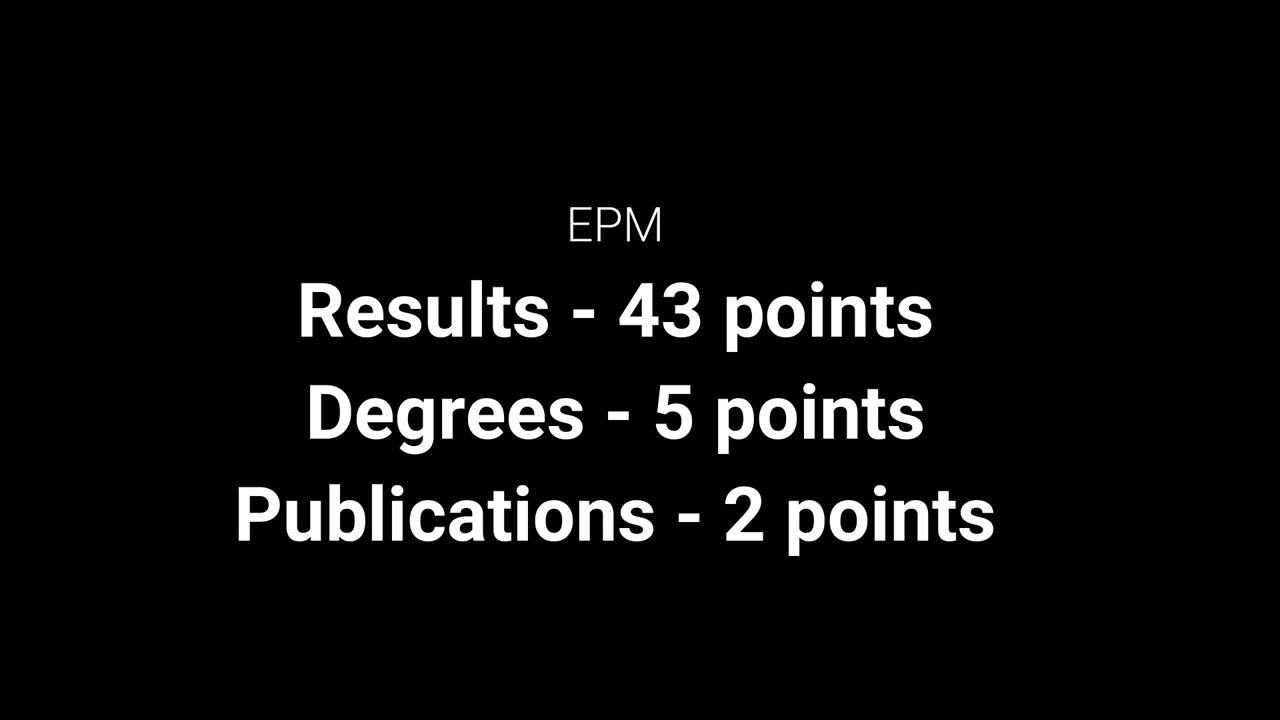 EPM
Results - 43 points
Degrees - 5 points
Publications - 2 points